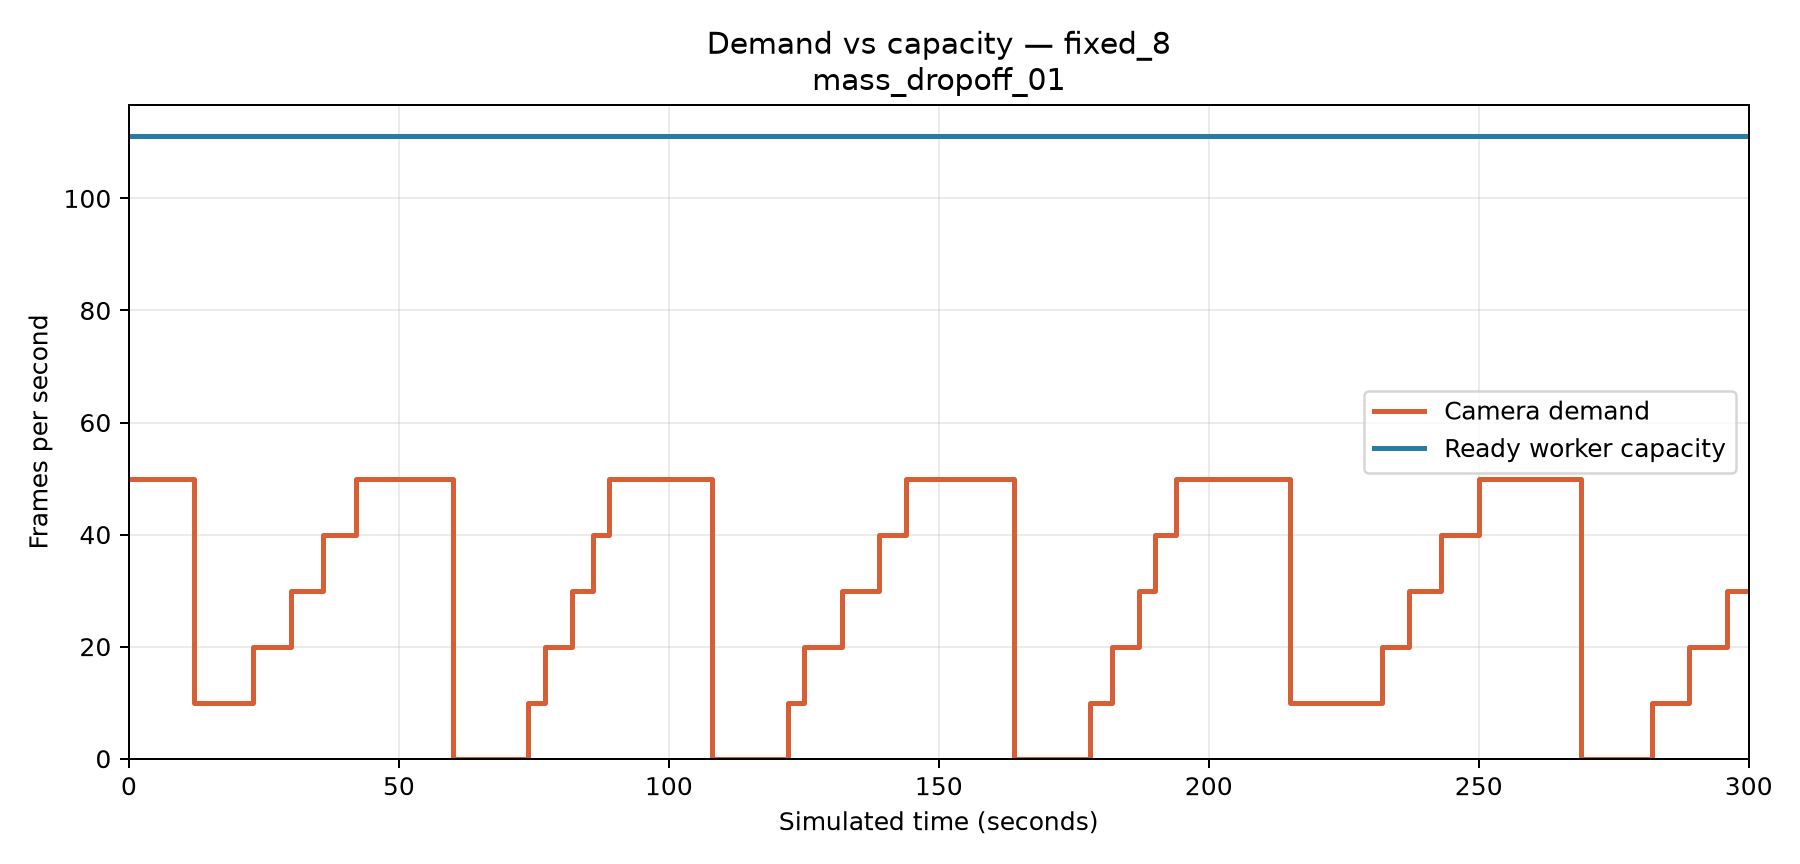 Demand vs capacity — fixed_8
mass_dropoff_01
Frames per second
100
80
60
40
20
0
Camera demand
Ready worker capacity
0 50 100 150 200 250 300
Simulated time (seconds)